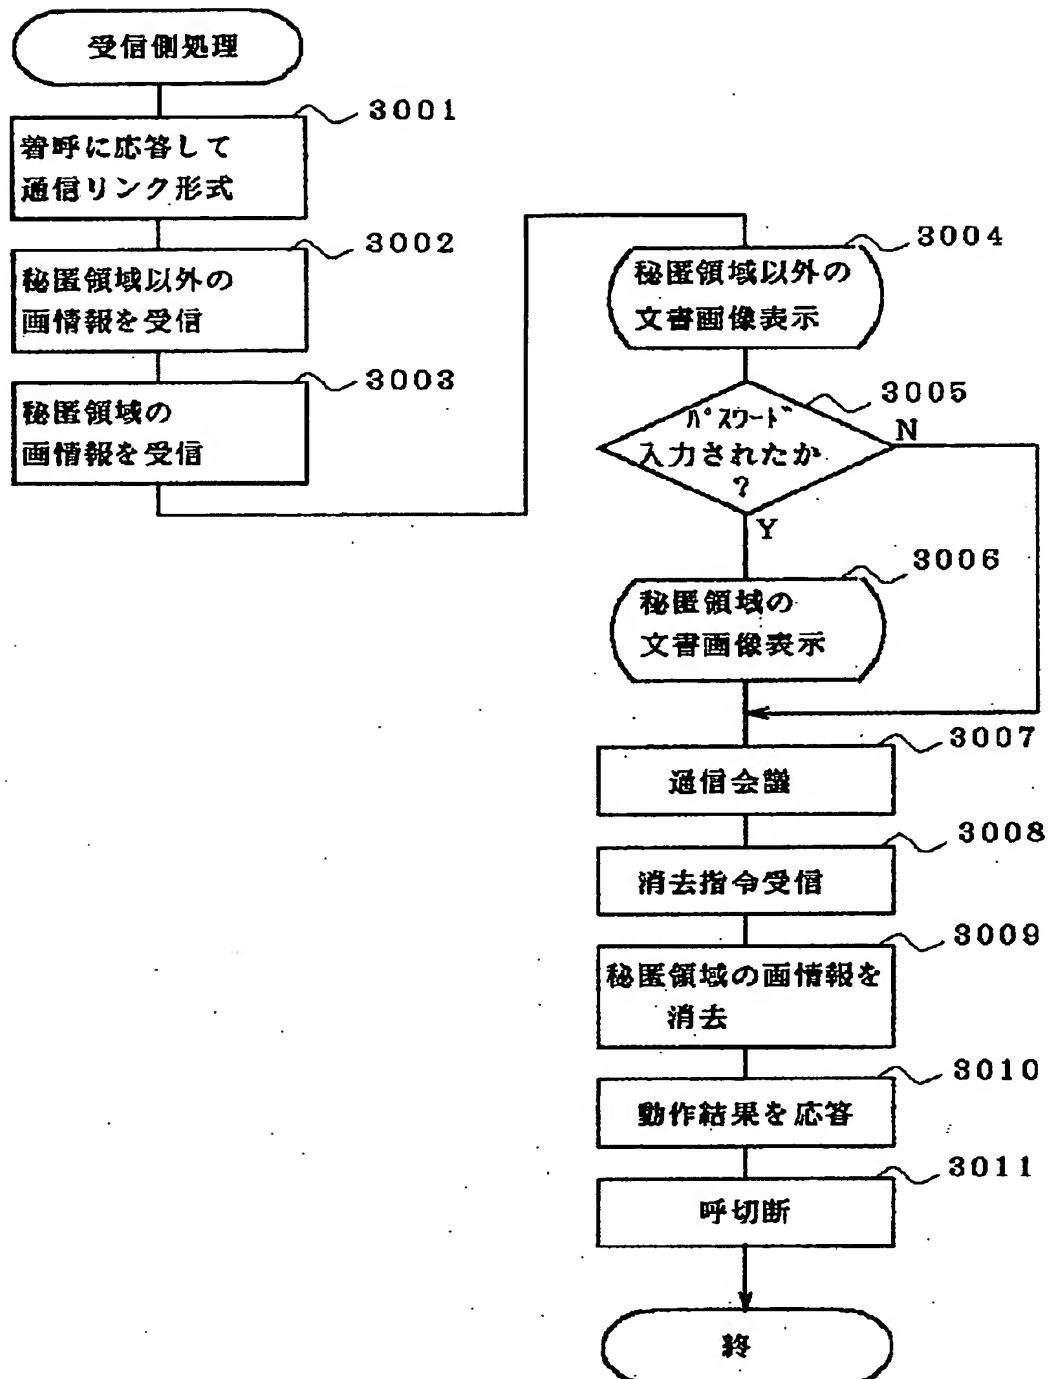 受信側処理
3001
着呼に応答して
通信リンク形式
3002
秘匿領域以外の
画情報を受信
3003
秘匿領域の
画情報を受信
3004
秘匿領域以外の
文書画像表示
3005
パスワード
入力されたか
?
N
Y
3006
秘匿領域の
文書画像表示
3007
通信会議
3008
消去指令受信
3009
秘匿領域の画情報を
消去
3010
動作結果を応答
3011
呼切断
終